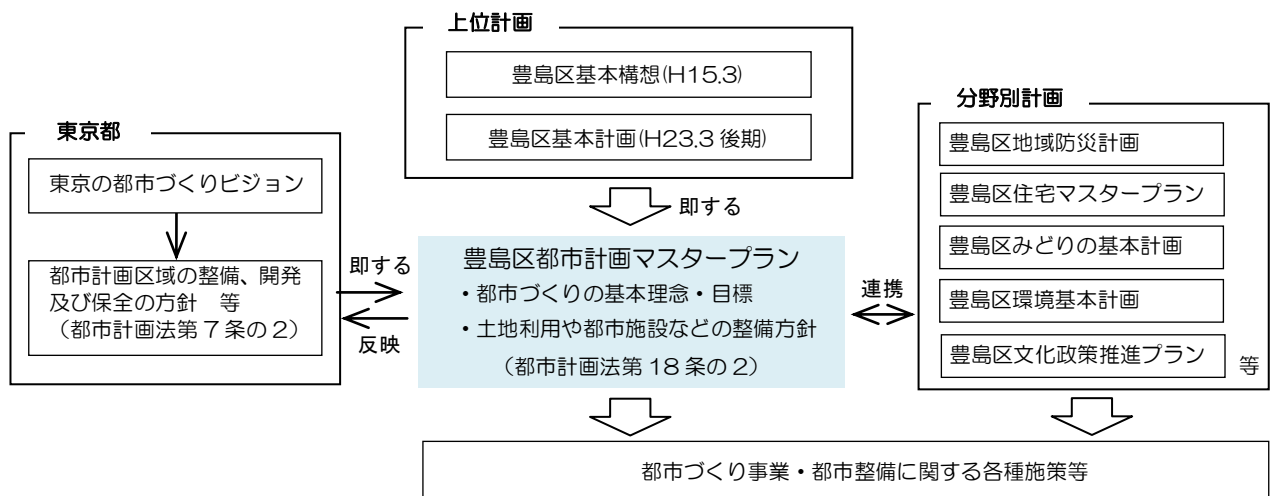 上位計画
豊島区基本構想(H15.3)
豊島区基本計画(H23.3 後期)
即する
東京都
東京の都市づくりビジョン
都市計画区域の整備、開発
及び保全の方針 等
(都市計画法第7条の2)
即する
反映
豊島区都市計画マスタープラン
・都市づくりの基本理念・目標
・土地利用や都市施設などの整備方針
(都市計画法第 18 条の2)
連携
分野別計画
豊島区地域防災計画
豊島区住宅マスタープラン
豊島区みどりの基本計画
豊島区環境基本計画
豊島区文化政策推進プラン
等
都市づくり事業・都市整備に関する各種施策等